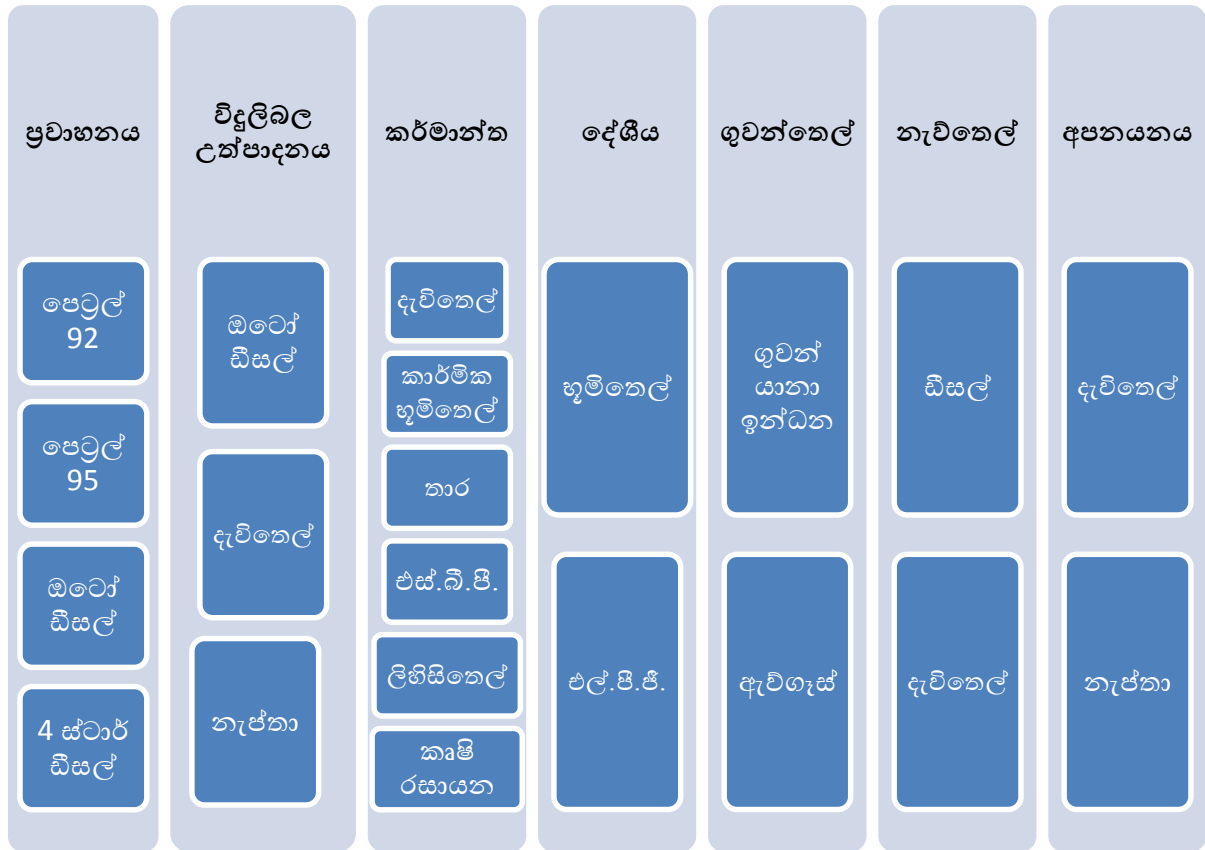 ප්‍රවාහනය
පෙට්‍රල්
92
පෙට්‍රල්
95
ඔටෝ
ඩීසල්
4 ස්ටාර්
ඩීසල්
විදුලිබල
උත්පාදනය
ඔටෝ
ඩීසල්
දැවිතෙල්
නැප්තා
කර්මාන්ත
දැවිතෙල්
කාර්මික
භූමිතෙල්
තාර
එස්.බී.පී.
ලිහිසිතෙල්
කෘෂි
රසායන
දේශීය
භූමිතෙල්
එල්.පී.ජී.
ගුවන්තෙල්
ගුවන්
යානා
ඉන්ධන
ඇව්ගෑස්
නැව්තෙල්
ඩීසල්
දැවිතෙල්
අපනයනය
දැවිතෙල්
නැප්තා